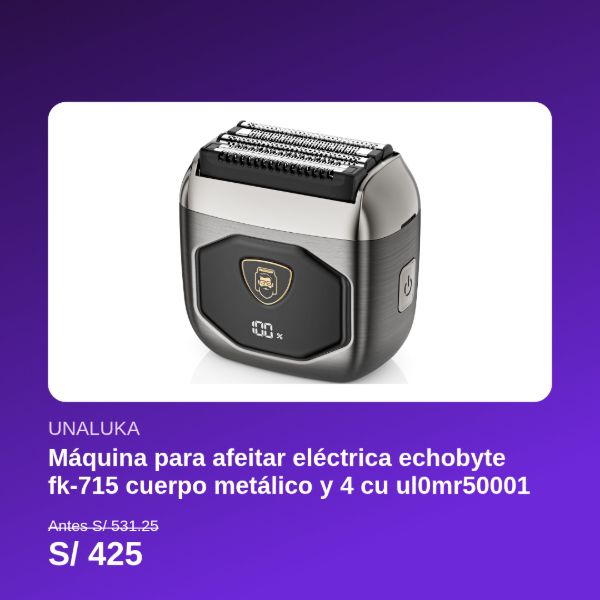 100 %
UNALUKA
Máquina para afeitar eléctrica echobyte
fk-715 cuerpo metálico y 4 cu ul0mr50001
Antes S/ 531.25
S/ 425